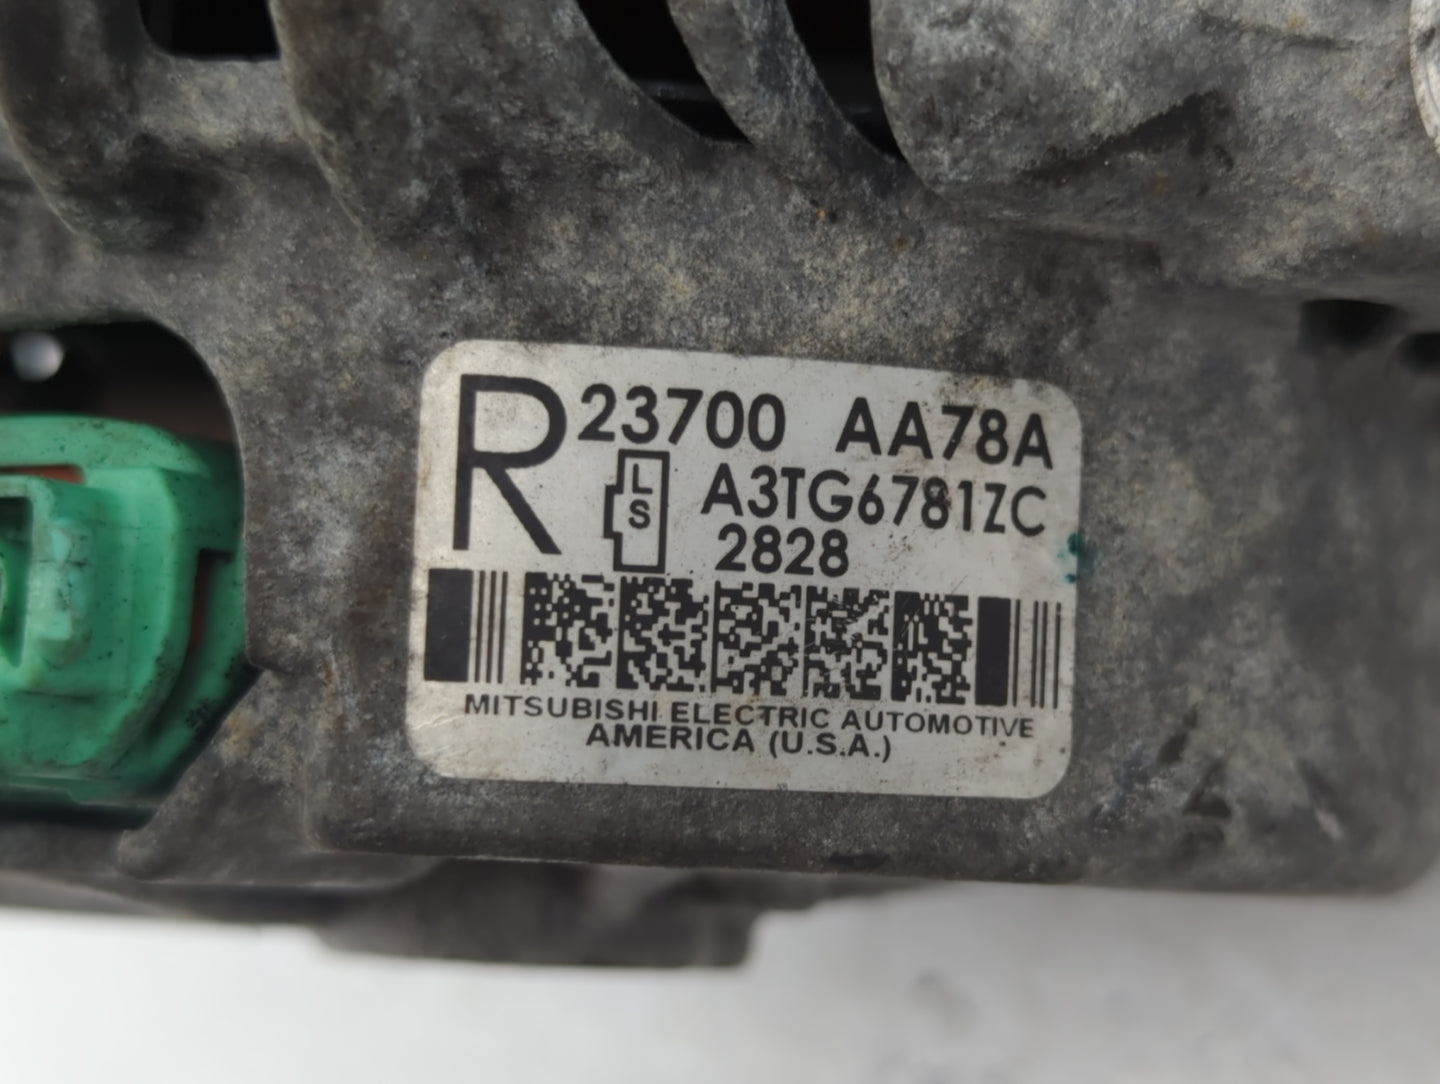 R 23700 AA78A
L
S
A3TG6781ZC
2828
MITSUBISHI ELECTRIC AUTOMOTIVE
AMERICA (U.S.A.)